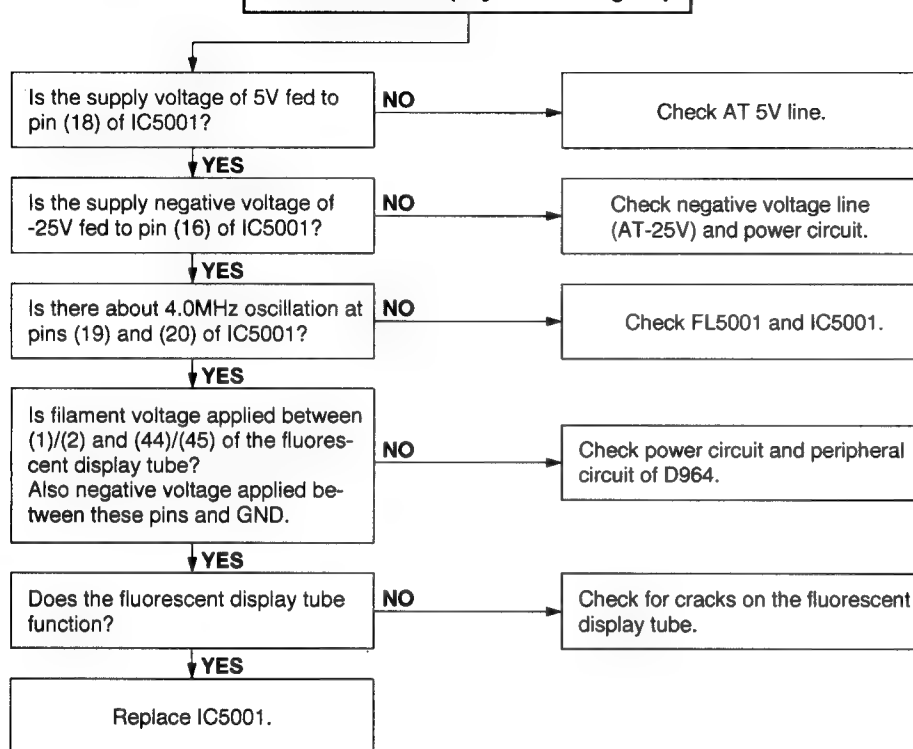 Is the supply voltage of 5V fed to
pin (18) of IC5001?
NO
Check AT 5V line.
YES
Is the supply negative voltage of
-25V fed to pin (16) of IC5001?
NO
Check negative voltage line
(AT-25V) and power circuit.
YES
Is there about 4.0MHz oscillation at
pins (19) and (20) of IC5001?
NO
Check FL5001 and IC5001.
YES
Is filament voltage applied between
(1)/(2) and (44)/(45) of the fluores-
cent display tube?
Also negative voltage applied be-
tween these pins and GND.
NO
Check power circuit and peripheral
circuit of D964.
YES
Does the fluorescent display tube
function?
NO
Check for cracks on the fluorescent
display tube.
YES
Replace IC5001.